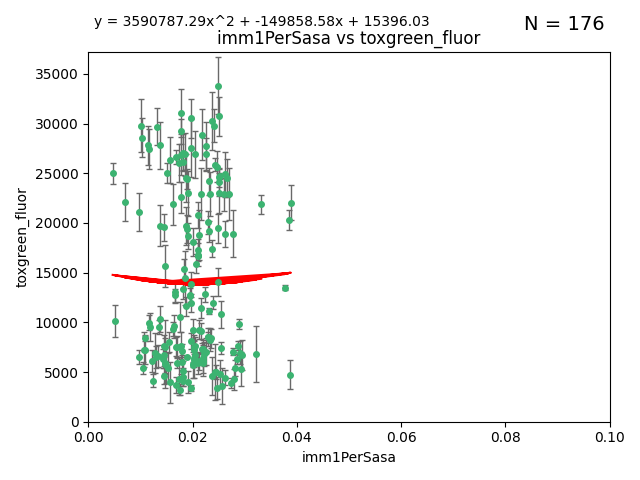 y = 3590787.29x^2 + -149858.58x + 15396.03
N = 176
imm1PerSasa vs toxgreen_fluor
35000
30000
25000
20000
15000
10000
5000
0
toxgreen_fluor
0.00
0.02
0.04
0.06
0.08
0.10
imm1PerSasa